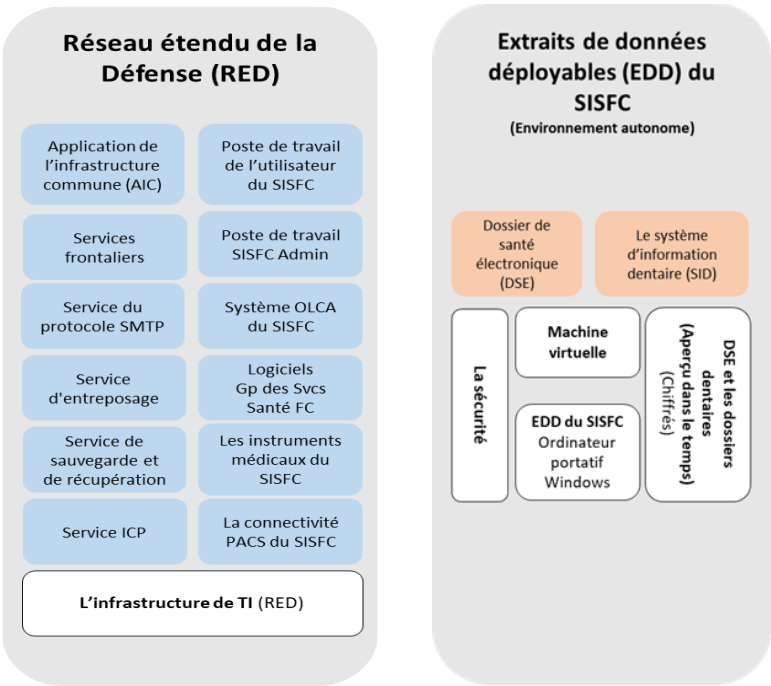 Réseau étendu de la
Défense (RED)
Application de
l’infrastructure
commune (AIC)
Poste de travail
de l’utilisateur
du SISFC
Services
frontaliers
Poste de travail
SISFC Admin
Service du
protocole SMTP
Système OLCA
du SISFC
Service
d'entreposage
Logiciels
Gp des Svcs
Santé FC
Service de
sauvegarde et
de récupération
Les instruments
médicaux du
SISFC
Service ICP
La connectivité
PACS du SISFC
L’infrastructure de TI (RED)
Extraits de données
déployables (EDD) du
SISFC
(Environnement autonome)
Dossier de
santé
électronique
(DSE)
Le système
d’information
dentaire (SID)
La sécurité
Machine
virtuelle
EDD du SISFC
Ordinateur
portatif
Windows
DSE et les dossiers
dentaires
(Aperçu dans le temps)
(Chiffrés)